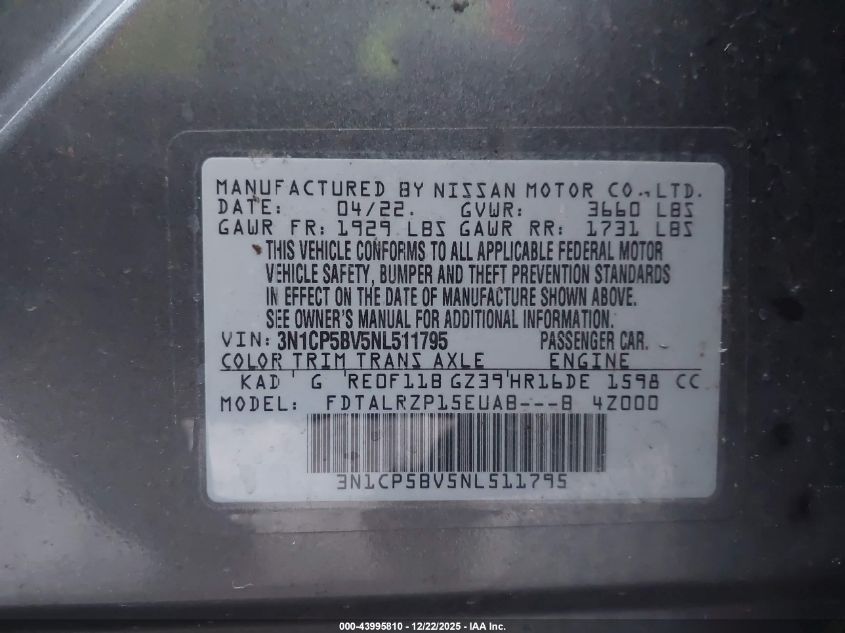 MANUFACTURED BY NISSAN MOTOR CO., LTD.
DATE: 04/22. GVWR: 3660 LBS
GAWR FR: 1929 LBS GAWR RR: 1731 LBS
THIS VEHICLE CONFORMS TO ALL APPLICABLE FEDERAL MOTOR
VEHICLE SAFETY, BUMPER AND THEFT PREVENTION STANDARDS
IN EFFECT ON THE DATE OF MANUFACTURE SHOWN ABOVE.
SEE OWNER'S MANUAL FOR ADDITIONAL INFORMATION.
VIN: 3N1CP5BV5NL511795 PASSENGER CAR.
COLOR TRIM TRANS AXLE ENGINE
KAD G RE0F11B GZ39 HR16DE 1598 CC
MODEL: FDTALRZP15EUAB---B 4Z000
3N1CP5BV5NL511795
000-43995810 - 12/22/2025 - IAA Inc.